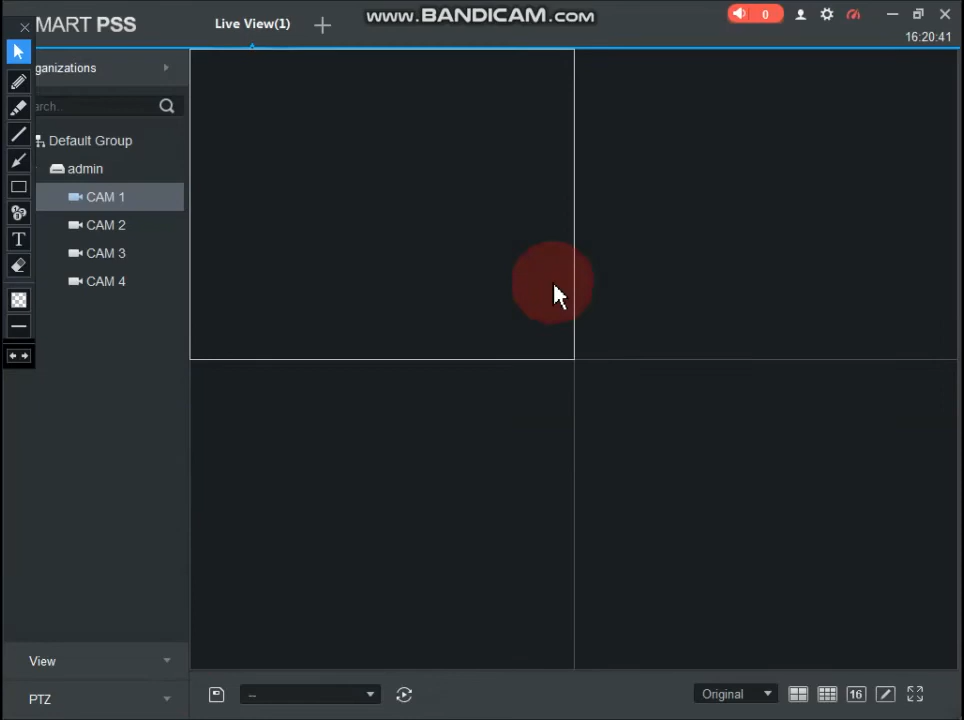 MART PSS
Live View(1)
www.BANDICAM.com
0
16:20:41
ganizations
arch..
Default Group
admin
CAM 1
CAM 2
CAM 3
CAM 4
T
View
PTZ
--
Original
16